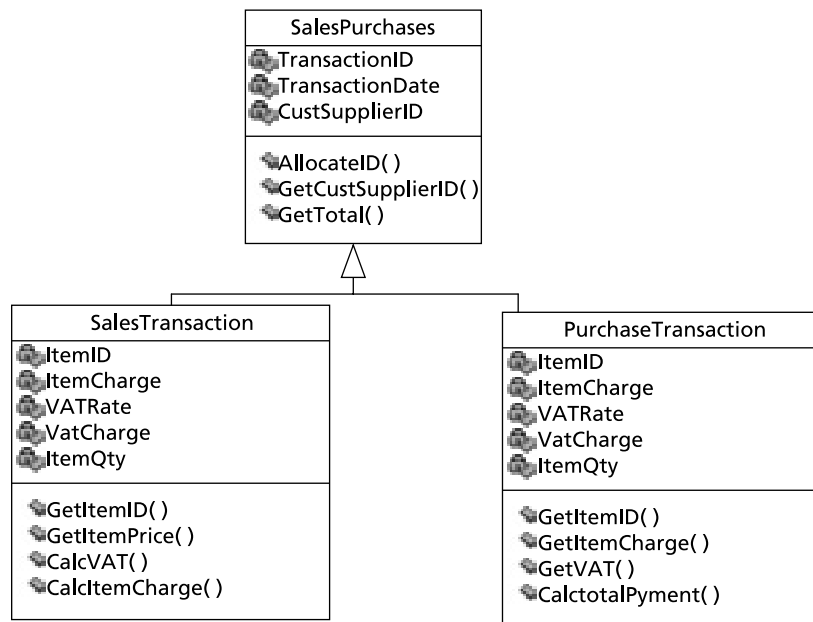 SalesPurchases
TransactionID
TransactionDate
CustSupplierID
AllocateID( )
GetCustSupplierID( )
GetTotal( )
SalesTransaction
ItemID
ItemCharge
VATRate
VatCharge
ItemQty
GetItemID( )
GetItemPrice( )
CalcVAT( )
CalcItemCharge( )
PurchaseTransaction
ItemID
ItemCharge
VATRate
VatCharge
ItemQty
GetItemID( )
GetItemCharge( )
GetVAT( )
CalctotalPyment( )